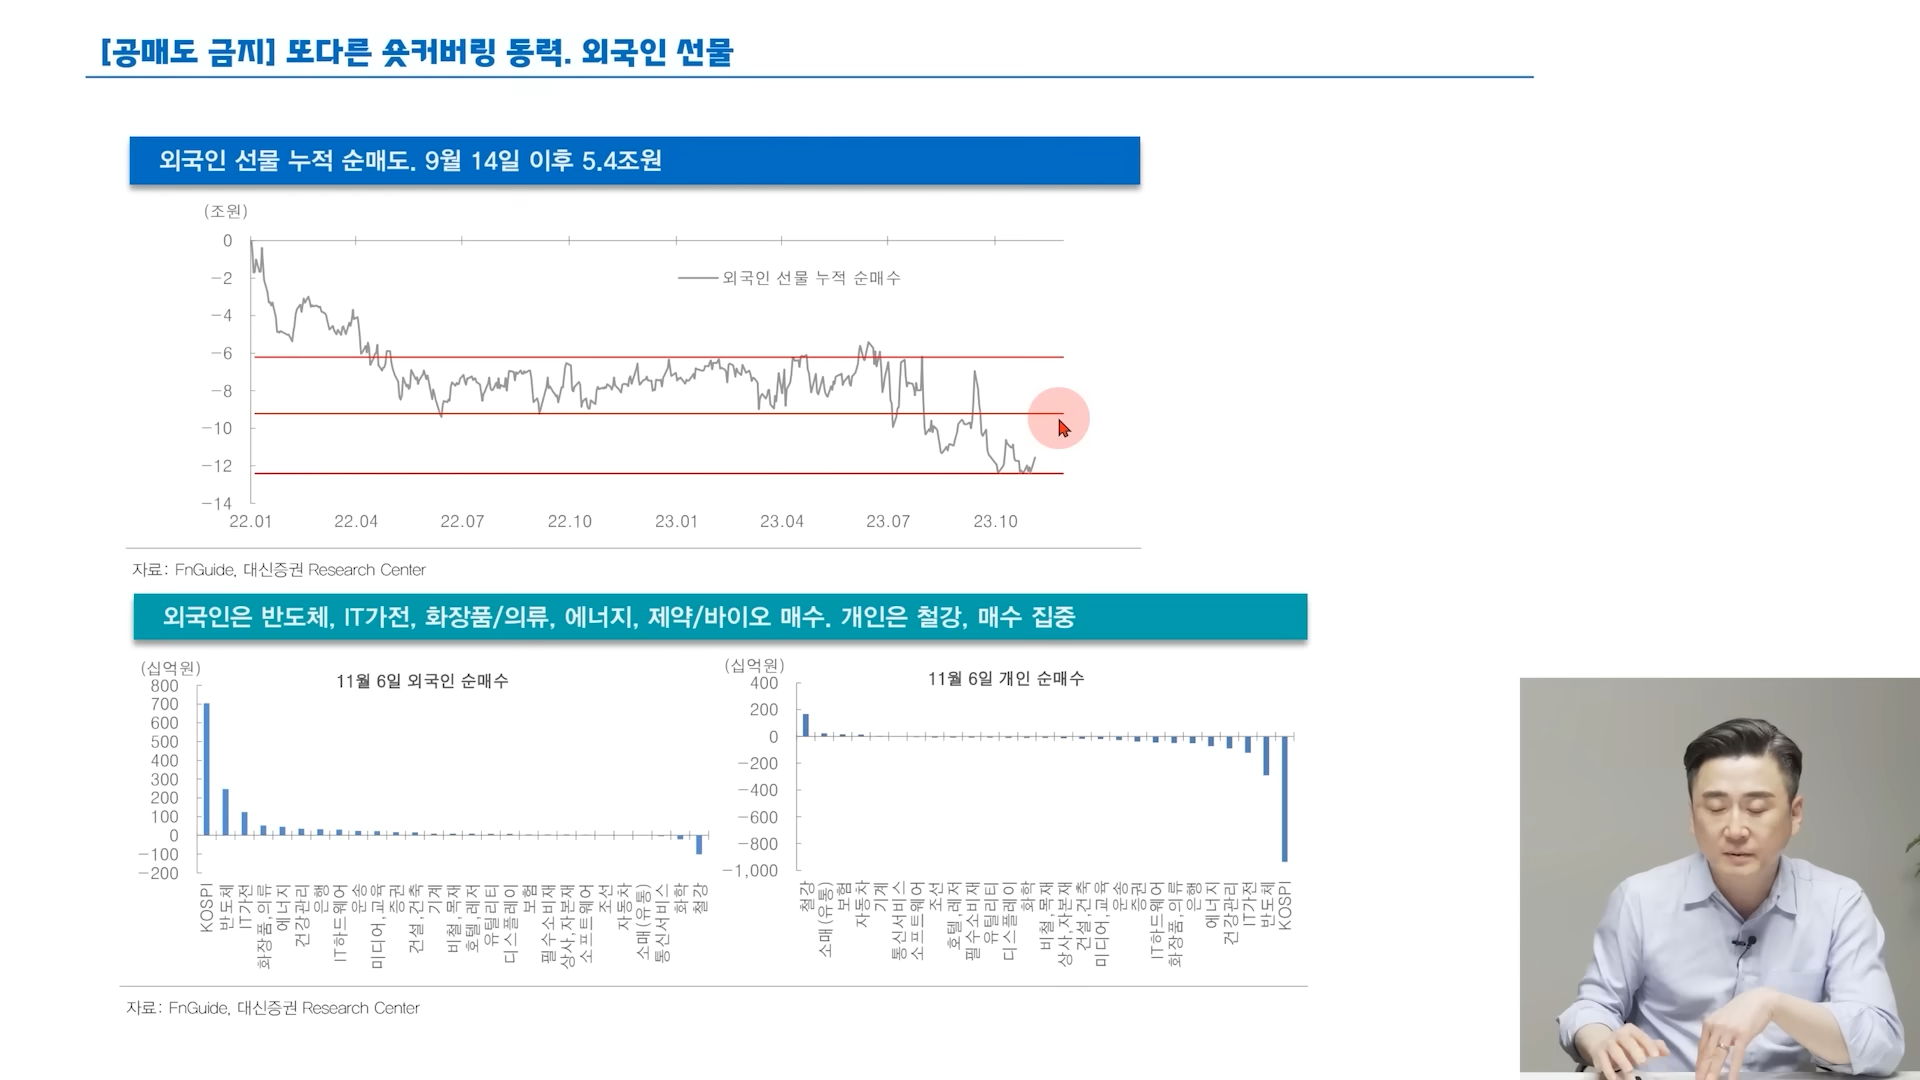 [공매도 금지] 또다른 숏커버링 동력. 외국인 선물
외국인 선물 누적 순매도. 9월 14일 이후 5.4조원
(조원)
0
-2
-4
-6
-8
-10
-12
-14
외국인 선물 누적 순매수
22.01 22.04 22.07 22.10 23.01 23.04 23.07 23.10
자료: FnGuide, 대신증권 Research Center
외국인은 반도체, IT가전, 화장품/의류, 에너지, 제약/바이오 매수. 개인은 철강, 매수 집중
(십억원)
11월 6일 외국인 순매수
800
700
600
500
400
300
200
100
0
-100
-200
KOSPI
반도체
IT가전
화장품,의류
에너지
건강관리
은행
IT하드웨어
운송
미디어,교육
증권
건설,건축
기계
비철,목재
호텔,레저
유틸리티
디스플레이
보험
필수소비재
상사,자본재
소프트웨어
조선
자동차
소매(유통)
통신서비스
화학
철강
(십억원)
11월 6일 개인 순매수
400
200
0
-200
-400
-600
-800
-1,000
철강
소매(유통)
보험
자동차
기계
통신서비스
소프트웨어
조선
호텔,레저
필수소비재
유틸리티
디스플레이
화학
비철,목재
상사,자본재
건설,건축
미디어,교육
운송
증권
IT하드웨어
화장품,의류
은행
에너지
건강관리
IT가전
반도체
KOSPI
자료: FnGuide, 대신증권 Research Center